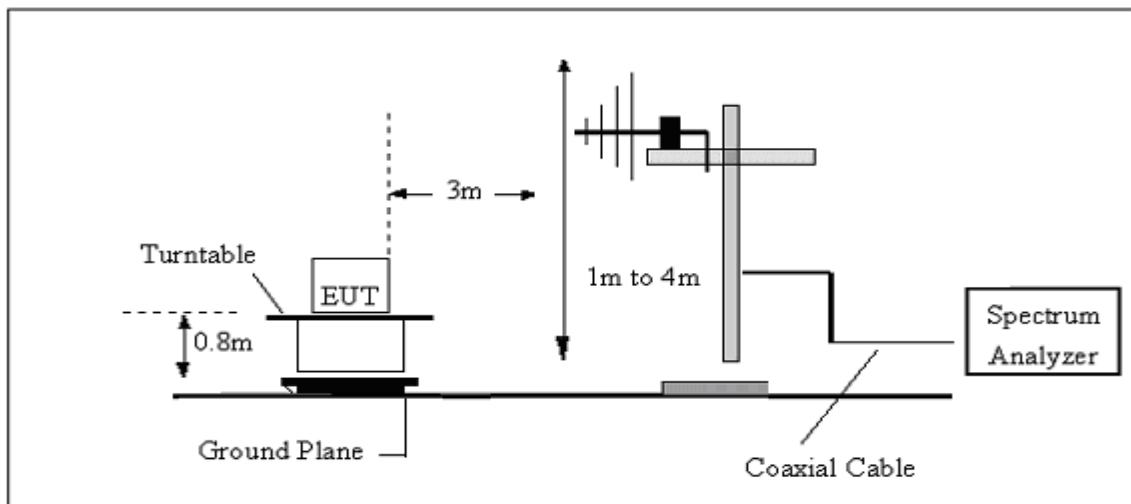 3m
Turntable
EUT
1m to 4m
0.8m
Spectrum
Analyzer
Ground Plane
Coaxial Cable